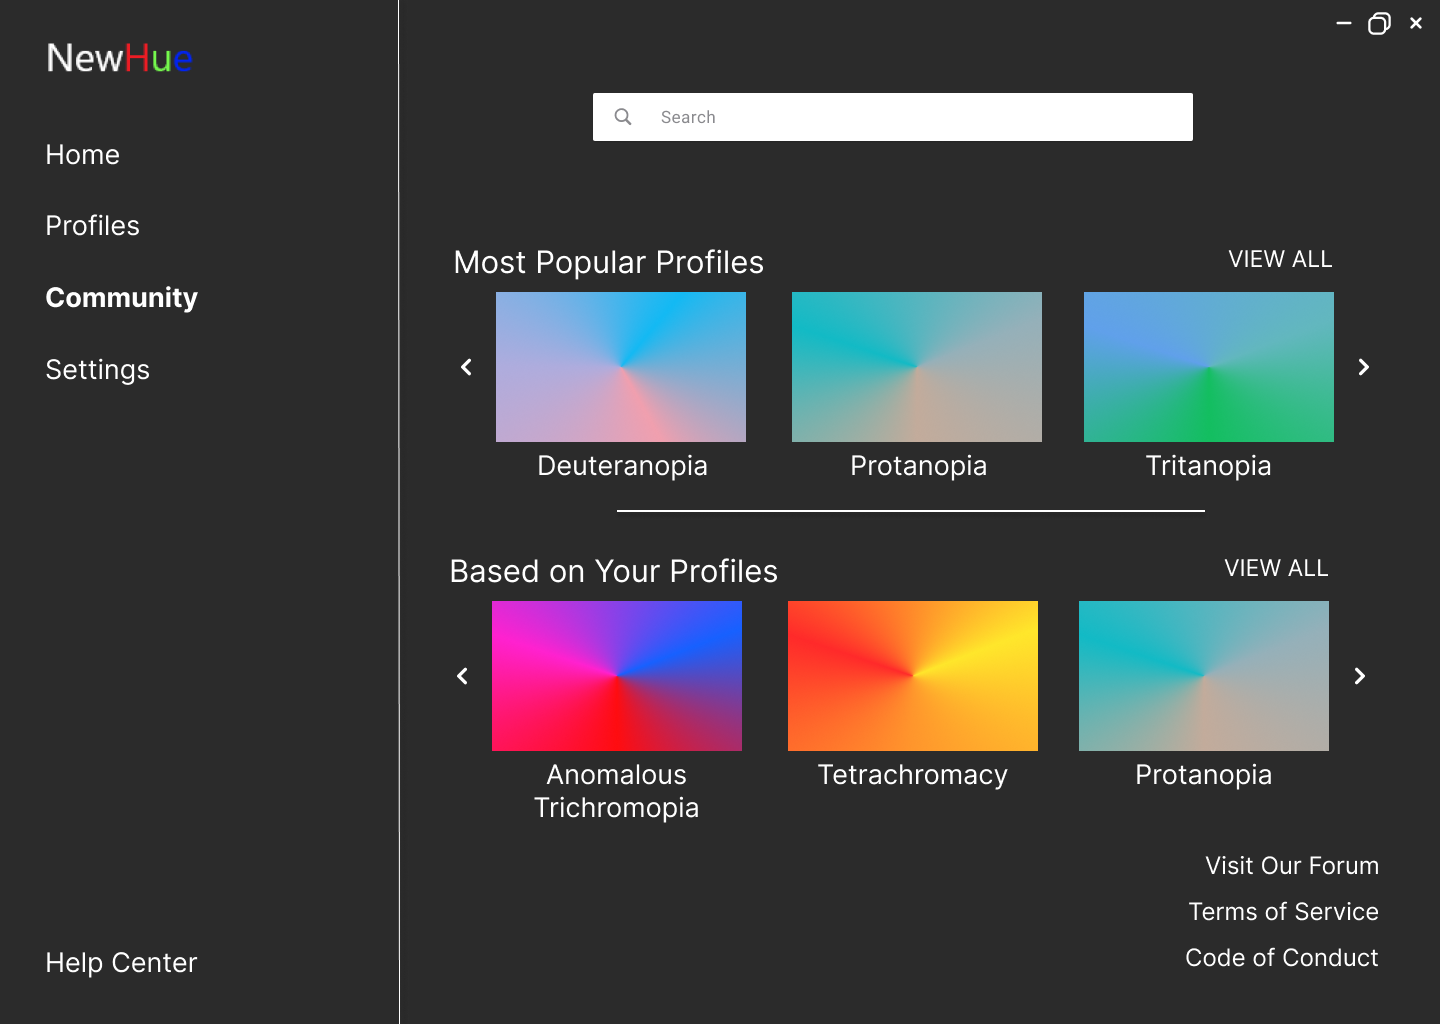 NewHue
Home
Profiles
Community
Settings
Help Center
Search
Most Popular Profiles
VIEW ALL
Deuteranopia
Protanopia
Tritanopia
Based on Your Profiles
VIEW ALL
Anomalous
Trichromopia
Tetrachromacy
Protanopia
Visit Our Forum
Terms of Service
Code of Conduct